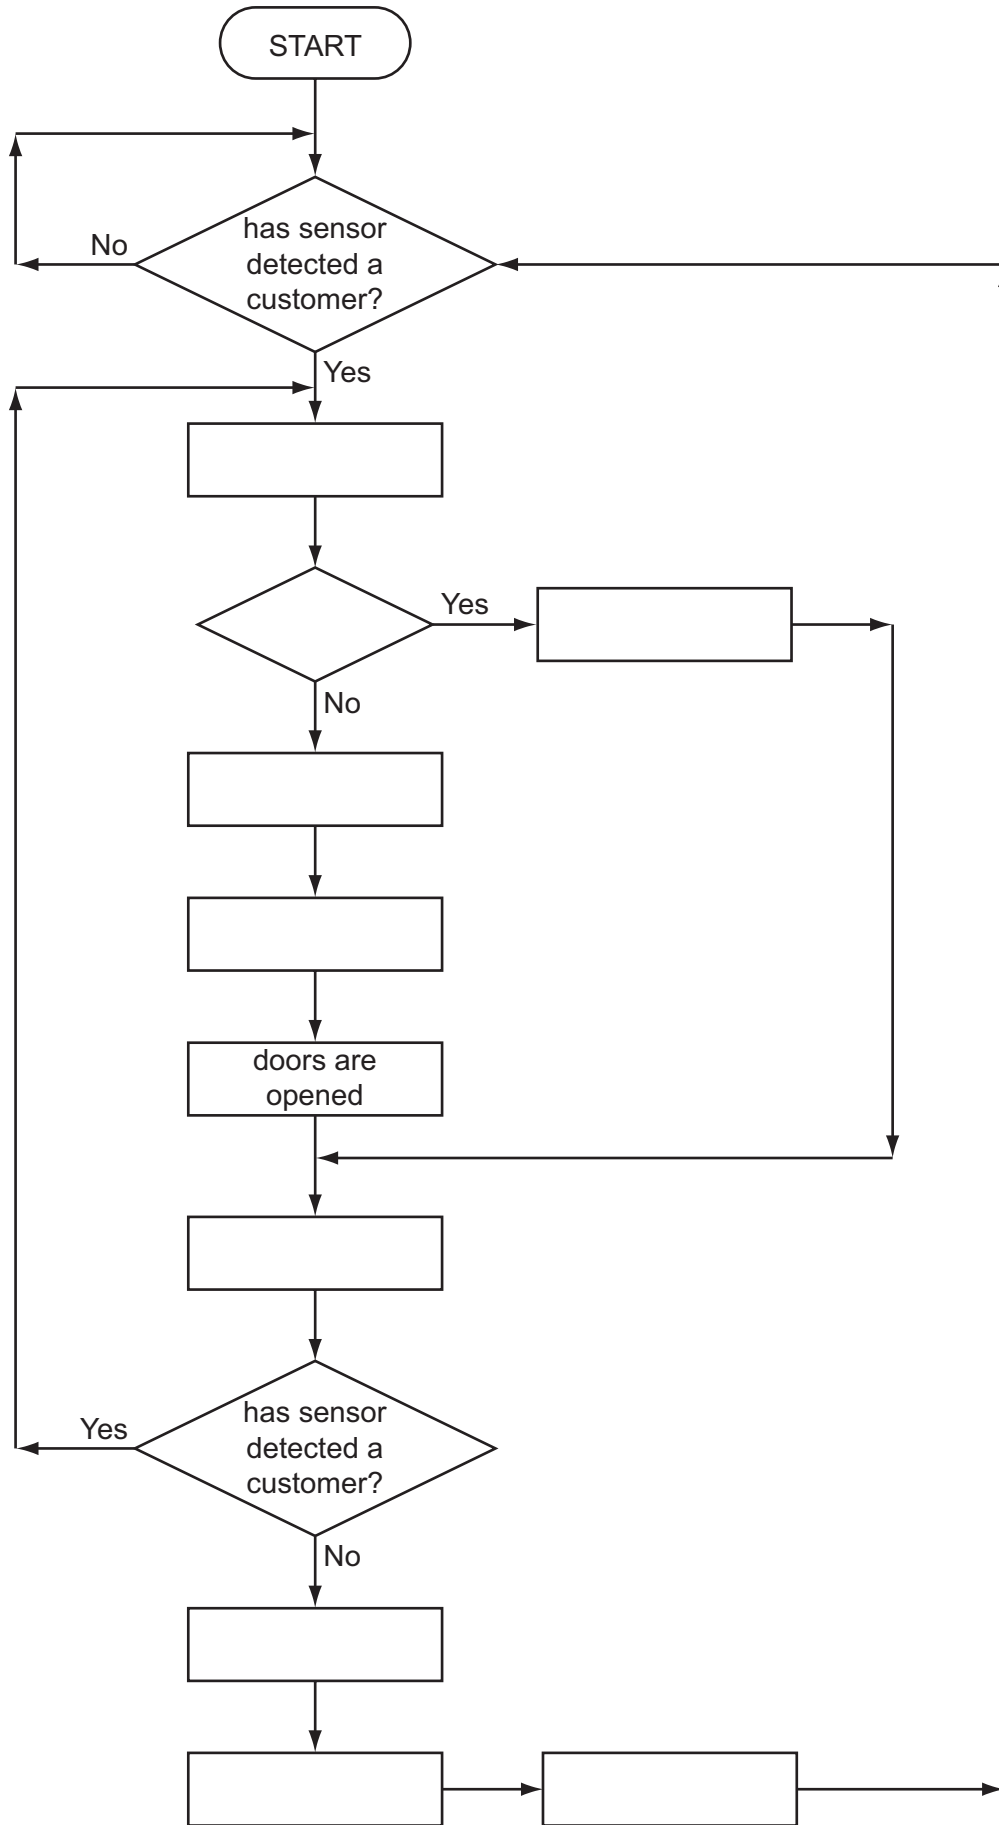 START
has sensor
detected a
customer?
No
Yes
Yes
No
doors are
opened
has sensor
detected a
customer?
Yes
No